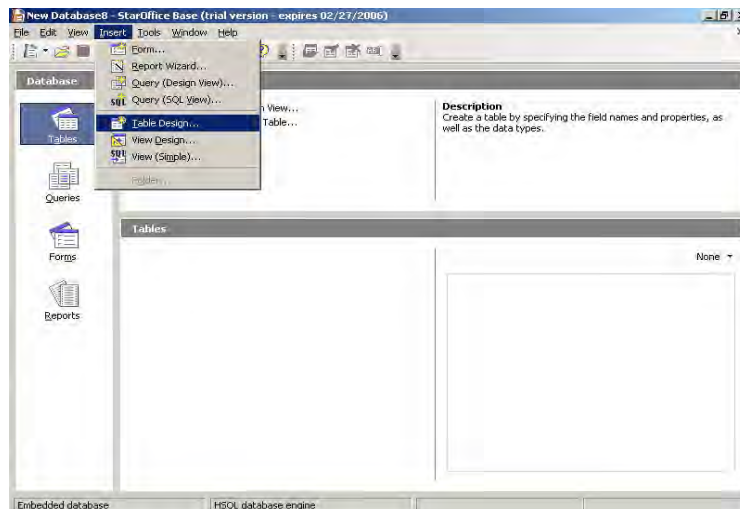 New Database8 - StarOffice Base (trial version - expires 02/27/2006)
File Edit View Insert Tools Window Help
Form...
Report Wizard...
Query (Design View)...
SQL Query (SQL View)...
Table Design...
View Design...
SQL View (Simple)...
Folder...
Database
Tables
Queries
Forms
Reports
View...
Table...
Description
Create a table by specifying the field names and properties, as
well as the data types.
Tables
None
Embedded database HSQL database engine